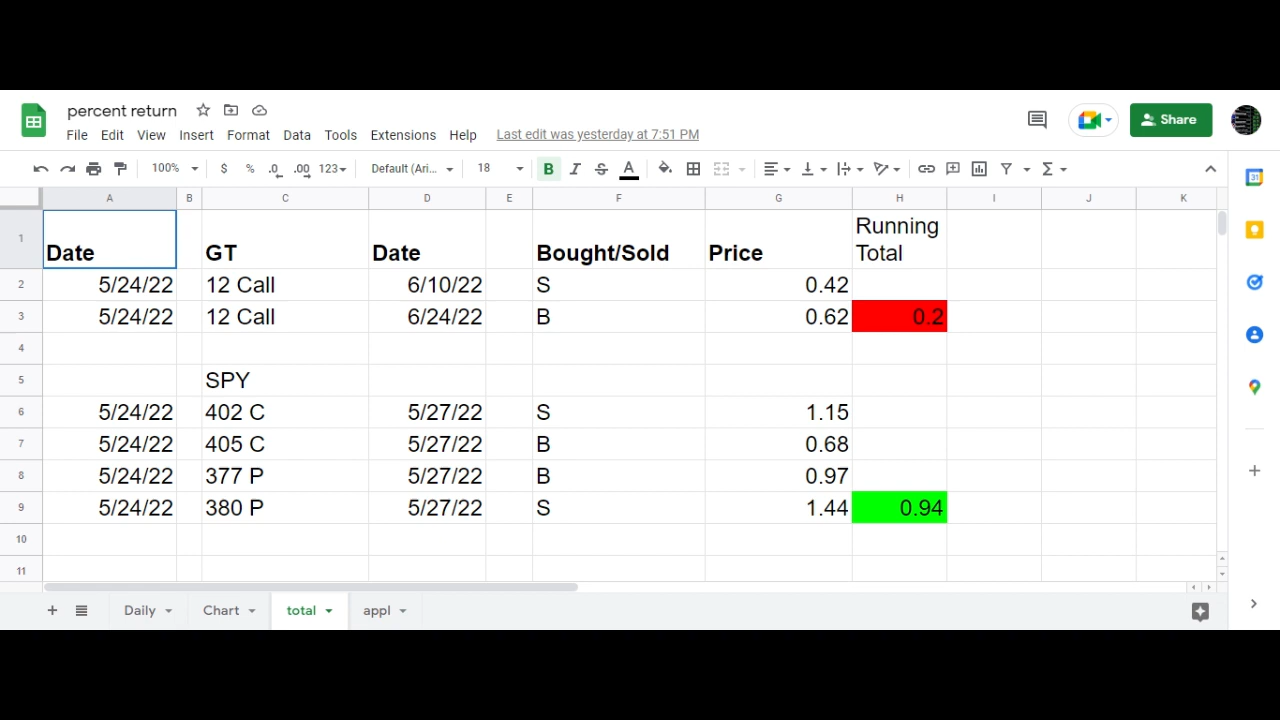 percent return
File Edit View Insert Format Data Tools Extensions Help Last edit was yesterday at 7:51 PM
Share
100% $ % .0 .00 123 Default (Ari... 18 B I S A
31
A B C D E F G H I J K
1 Date GT Date Bought/Sold Price Running Total
2 5/24/22 12 Call 6/10/22 S 0.42
3 5/24/22 12 Call 6/24/22 B 0.62 0.2
4
5 SPY
6 5/24/22 402 C 5/27/22 S 1.15
7 5/24/22 405 C 5/27/22 B 0.68
8 5/24/22 377 P 5/27/22 B 0.97
9 5/24/22 380 P 5/27/22 S 1.44 0.94
10
11
Daily Chart total appl